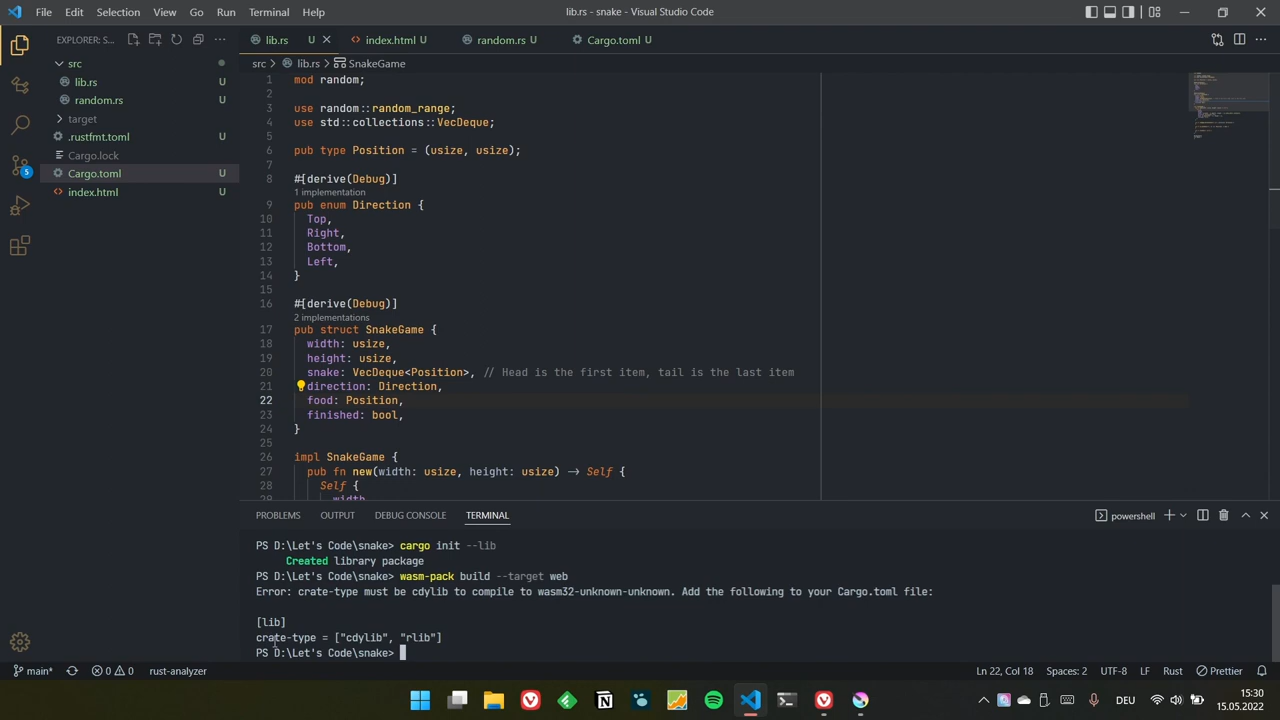 File Edit Selection View Go Run Terminal Help
lib.rs - snake - Visual Studio Code
EXPLORER: S...
src
lib.rs U
random.rs U
target
.rustfmt.toml U
Cargo.lock
Cargo.toml U
index.html U
5
lib.rs U
index.html U
random.rs U
Cargo.toml U
src > lib.rs > SnakeGame
1 mod random;
2
3 use random::random_range;
4 use std::collections::VecDeque;
5
6 pub type Position = (usize, usize);
7
8 #[derive(Debug)]
1 implementation
9 pub enum Direction {
10 Top,
11 Right,
12 Bottom,
13 Left,
14 }
15
16 #[derive(Debug)]
2 implementations
17 pub struct SnakeGame {
18 width: usize,
19 height: usize,
20 snake: VecDeque<Position>, // Head is the first item, tail is the last item
21 direction: Direction,
22 food: Position,
23 finished: bool,
24 }
25
26 impl SnakeGame {
27 pub fn new(width: usize, height: usize) -> Self {
28 Self {
29 width
PROBLEMS OUTPUT DEBUG CONSOLE TERMINAL
powershell
PS D:\Let's Code\snake> cargo init --lib
Created library package
PS D:\Let's Code\snake> wasm-pack build --target web
Error: crate-type must be cdylib to compile to wasm32-unknown-unknown. Add the following to your Cargo.toml file:
[lib]
crate-type = ["cdylib", "rlib"]
PS D:\Let's Code\snake>
main* 0 0 rust-analyzer
Ln 22, Col 18 Spaces: 2 UTF-8 LF Rust Prettier
DEU
15:30
15.05.2022